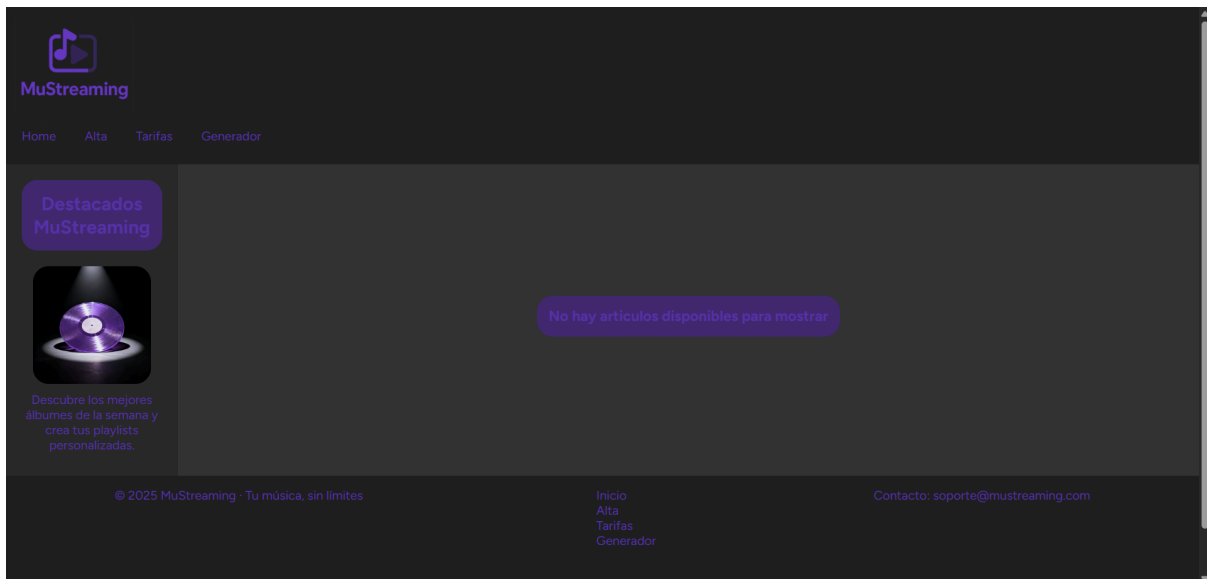 MuStreaming
Home Alta Tarifas Generador
Destacados
MuStreaming
Descubre los mejores
álbumes de la semana y
crea tus playlists
personalizadas.
No hay articulos disponibles para mostrar
© 2025 MuStreaming · Tu música, sin límites
Inicio
Alta
Tarifas
Generador
Contacto: soporte@mustreaming.com